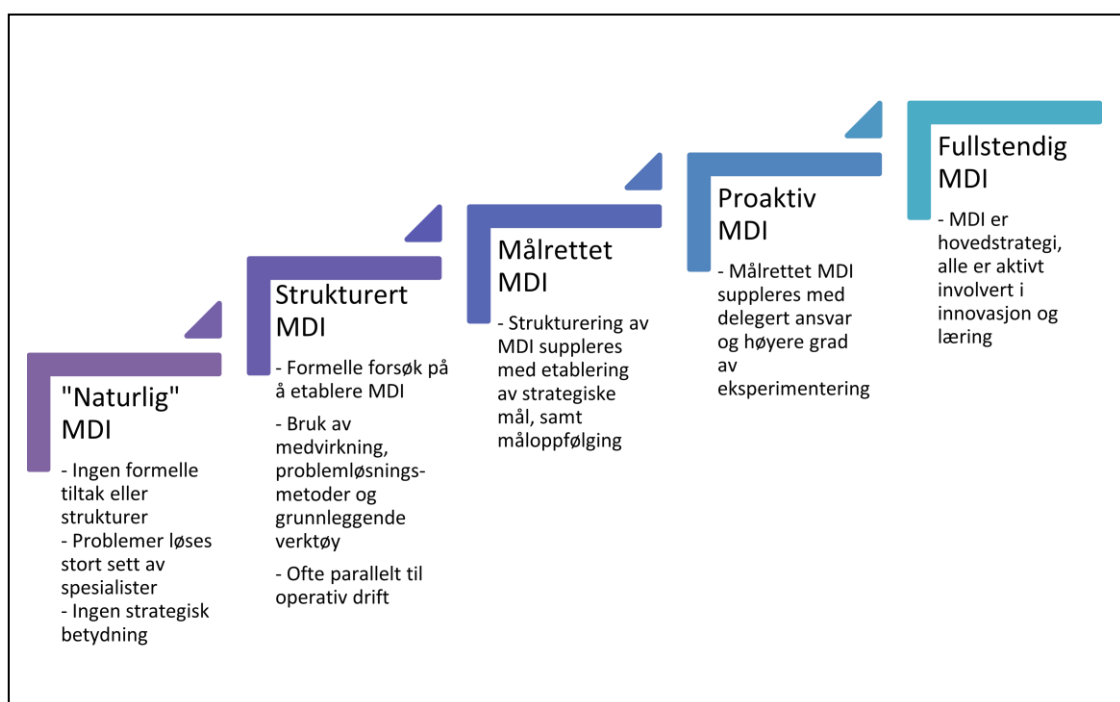 "Naturlig"
MDI
- Ingen formelle
tiltak eller
strukturer
- Problemer løses
stort sett av
spesialister
- Ingen strategisk
betydning
Strukturert
MDI
- Formelle forsøk på
å etablere MDI
- Bruk av
medvirkning,
problemløsnings-
metoder og
grunnleggende
verktøy
- Ofte parallelt til
operativ drift
Målrettet
MDI
- Strukturering av
MDI suppleres
med etablering
av strategiske
mål, samt
måloppfølging
Proaktiv
MDI
- Målrettet MDI
suppleres med
delegert ansvar
og høyere grad
av
eksperimentering
Fullstendig
MDI
- MDI er
hovedstrategi,
alle er aktivt
involvert i
innovasjon og
læring